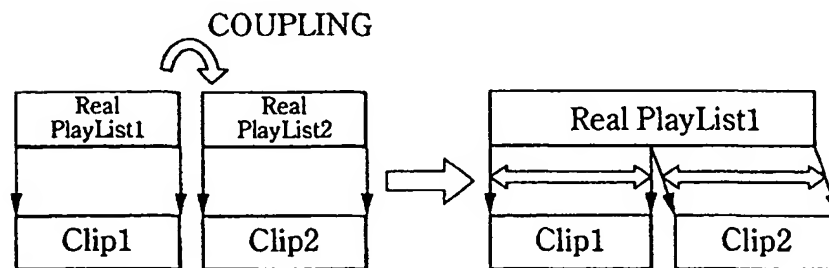 COUPLING
Real
PlayList1
Real
PlayList2
Real PlayList1
Clip1
Clip2
Clip1
Clip2